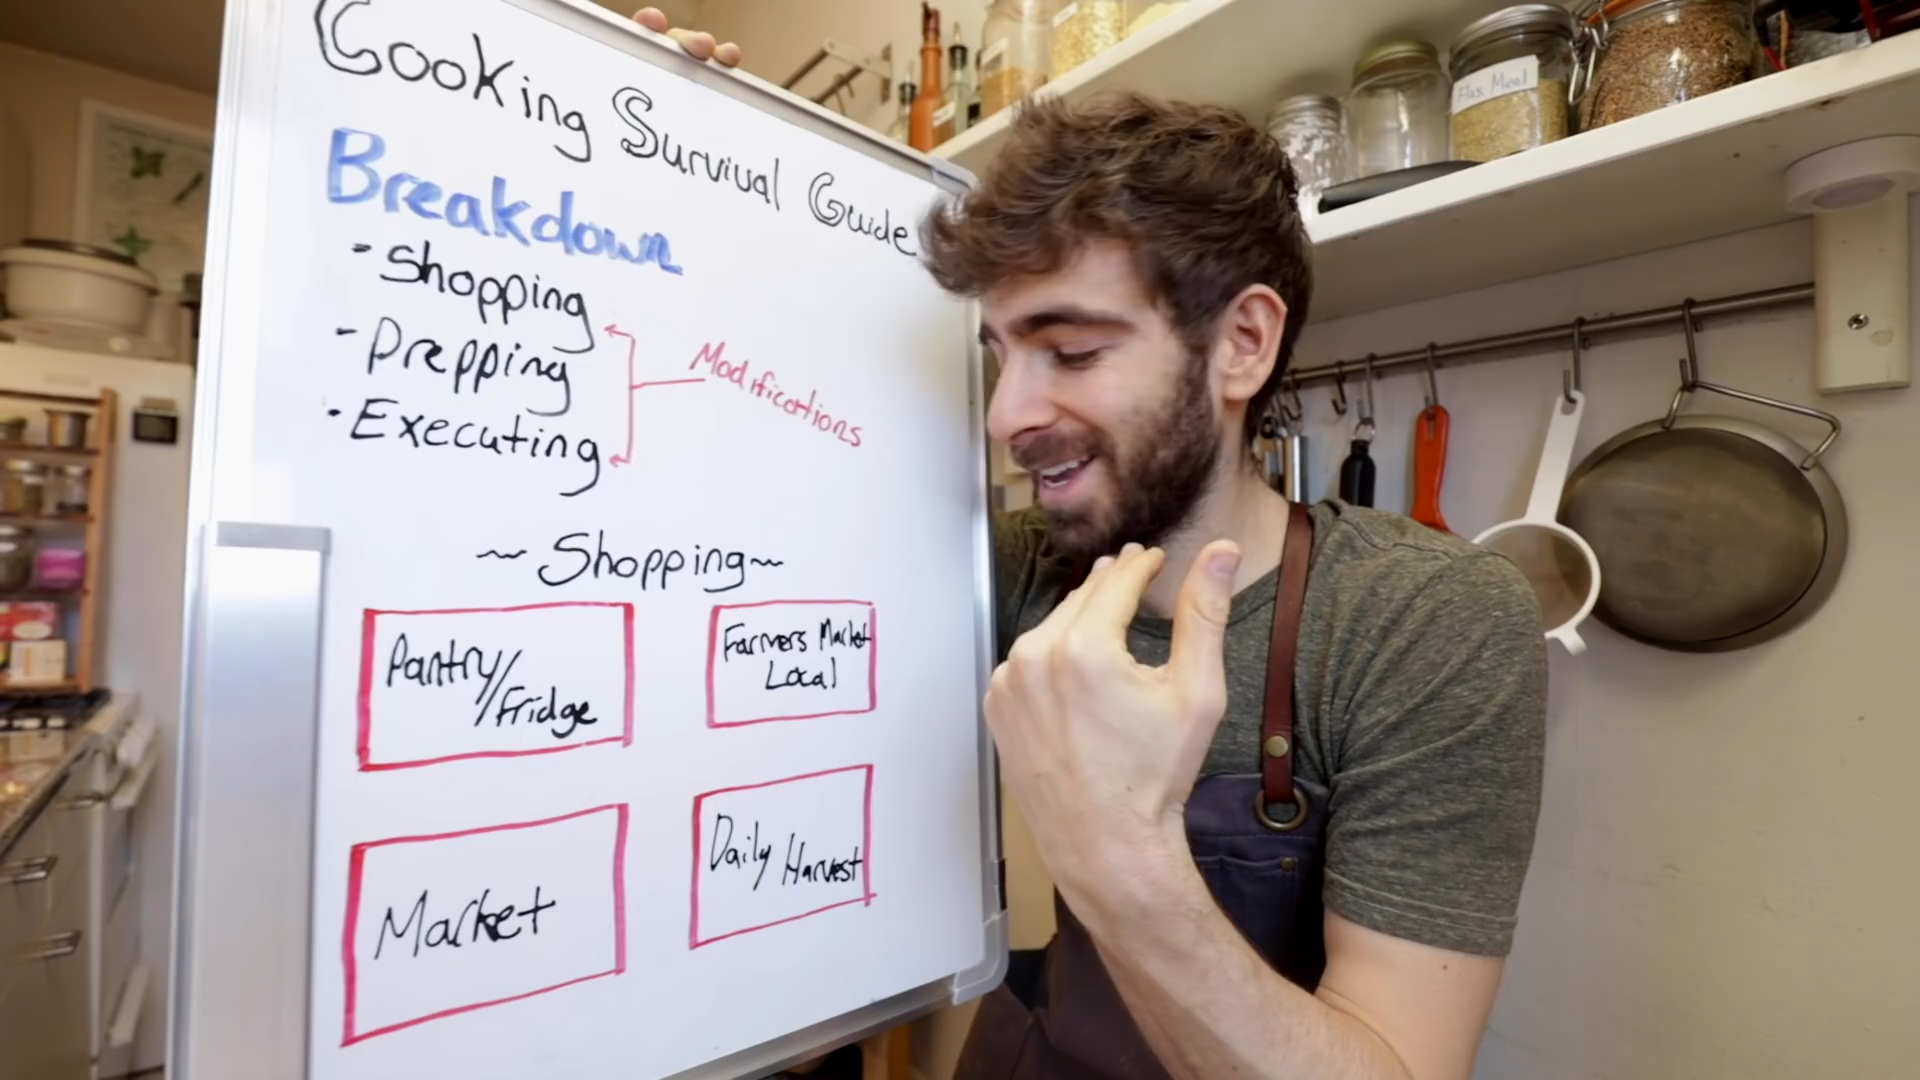 Cooking Survival Guide
Breakdown
- Shopping
- Prepping
- Executing
Modifications
~ Shopping ~
Pantry/
Fridge
Farmers Market
Local
Market
Daily Harvest
Flax Meal